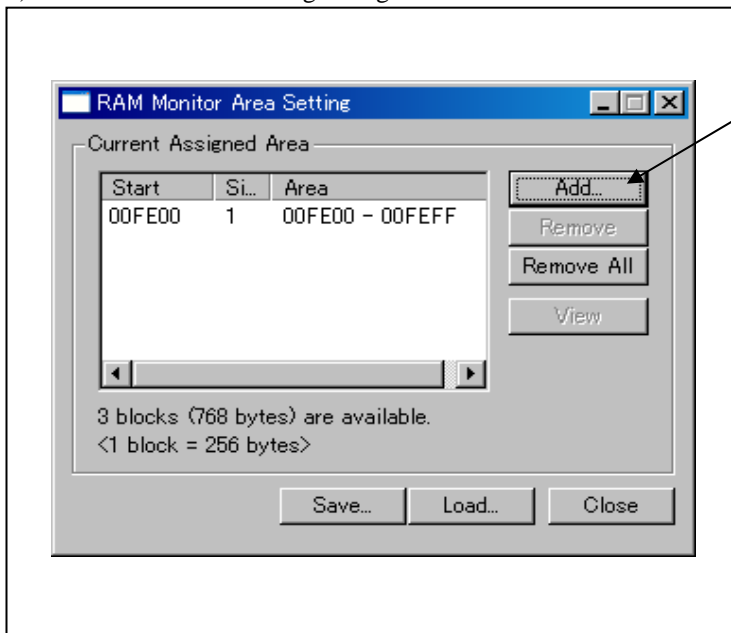 RAM Monitor Area Setting
Current Assigned Area
Start Si... Area
00FE00 1 00FE00 - 00FEFF
Add...
Remove
Remove All
View
3 blocks (768 bytes) are available.
<1 block = 256 bytes>
Save... Load... Close